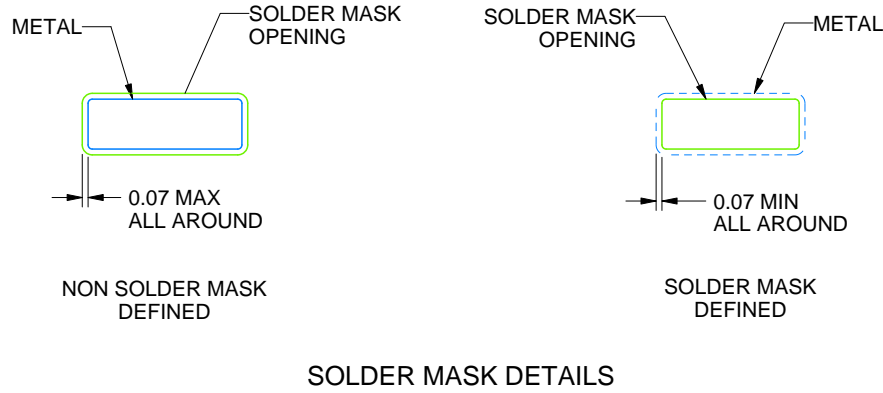 METAL
SOLDER MASK
OPENING
0.07 MAX
ALL AROUND
NON SOLDER MASK
DEFINED
SOLDER MASK
OPENING
METAL
0.07 MIN
ALL AROUND
SOLDER MASK
DEFINED
SOLDER MASK DETAILS